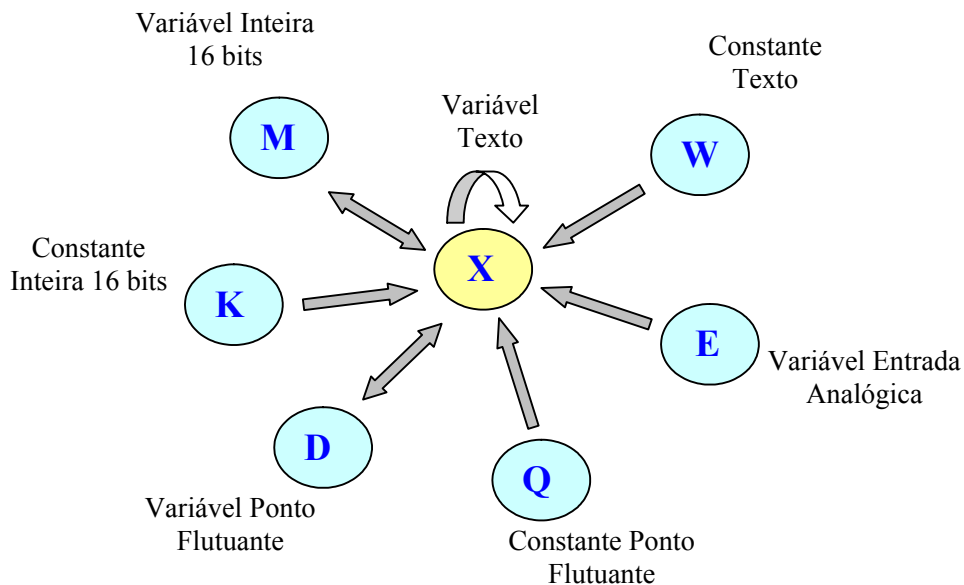 Variável Inteira
16 bits
M
Variável
Texto
Constante
Texto
W
X
Constante
Inteira 16 bits
K
E
Variável Entrada
Analógica
D
Variável Ponto
Flutuante
Q
Constante Ponto
Flutuante